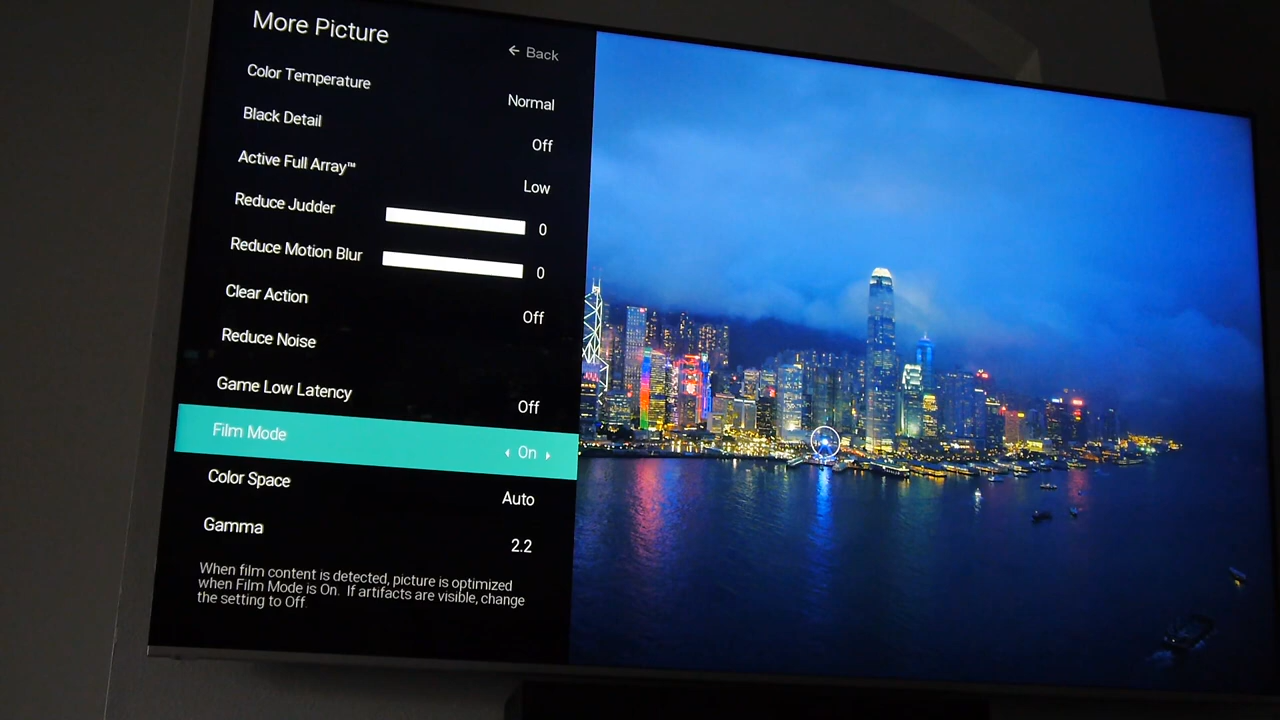 More Picture
← Back
Color Temperature
Normal
Black Detail
Off
Active Full Array™
Low
Reduce Judder
0
Reduce Motion Blur
0
Clear Action
Off
Reduce Noise
Game Low Latency
Off
Film Mode
On
Color Space
Auto
Gamma
2.2
When film content is detected, picture is optimized
when Film Mode is On. If artifacts are visible, change
the setting to Off.